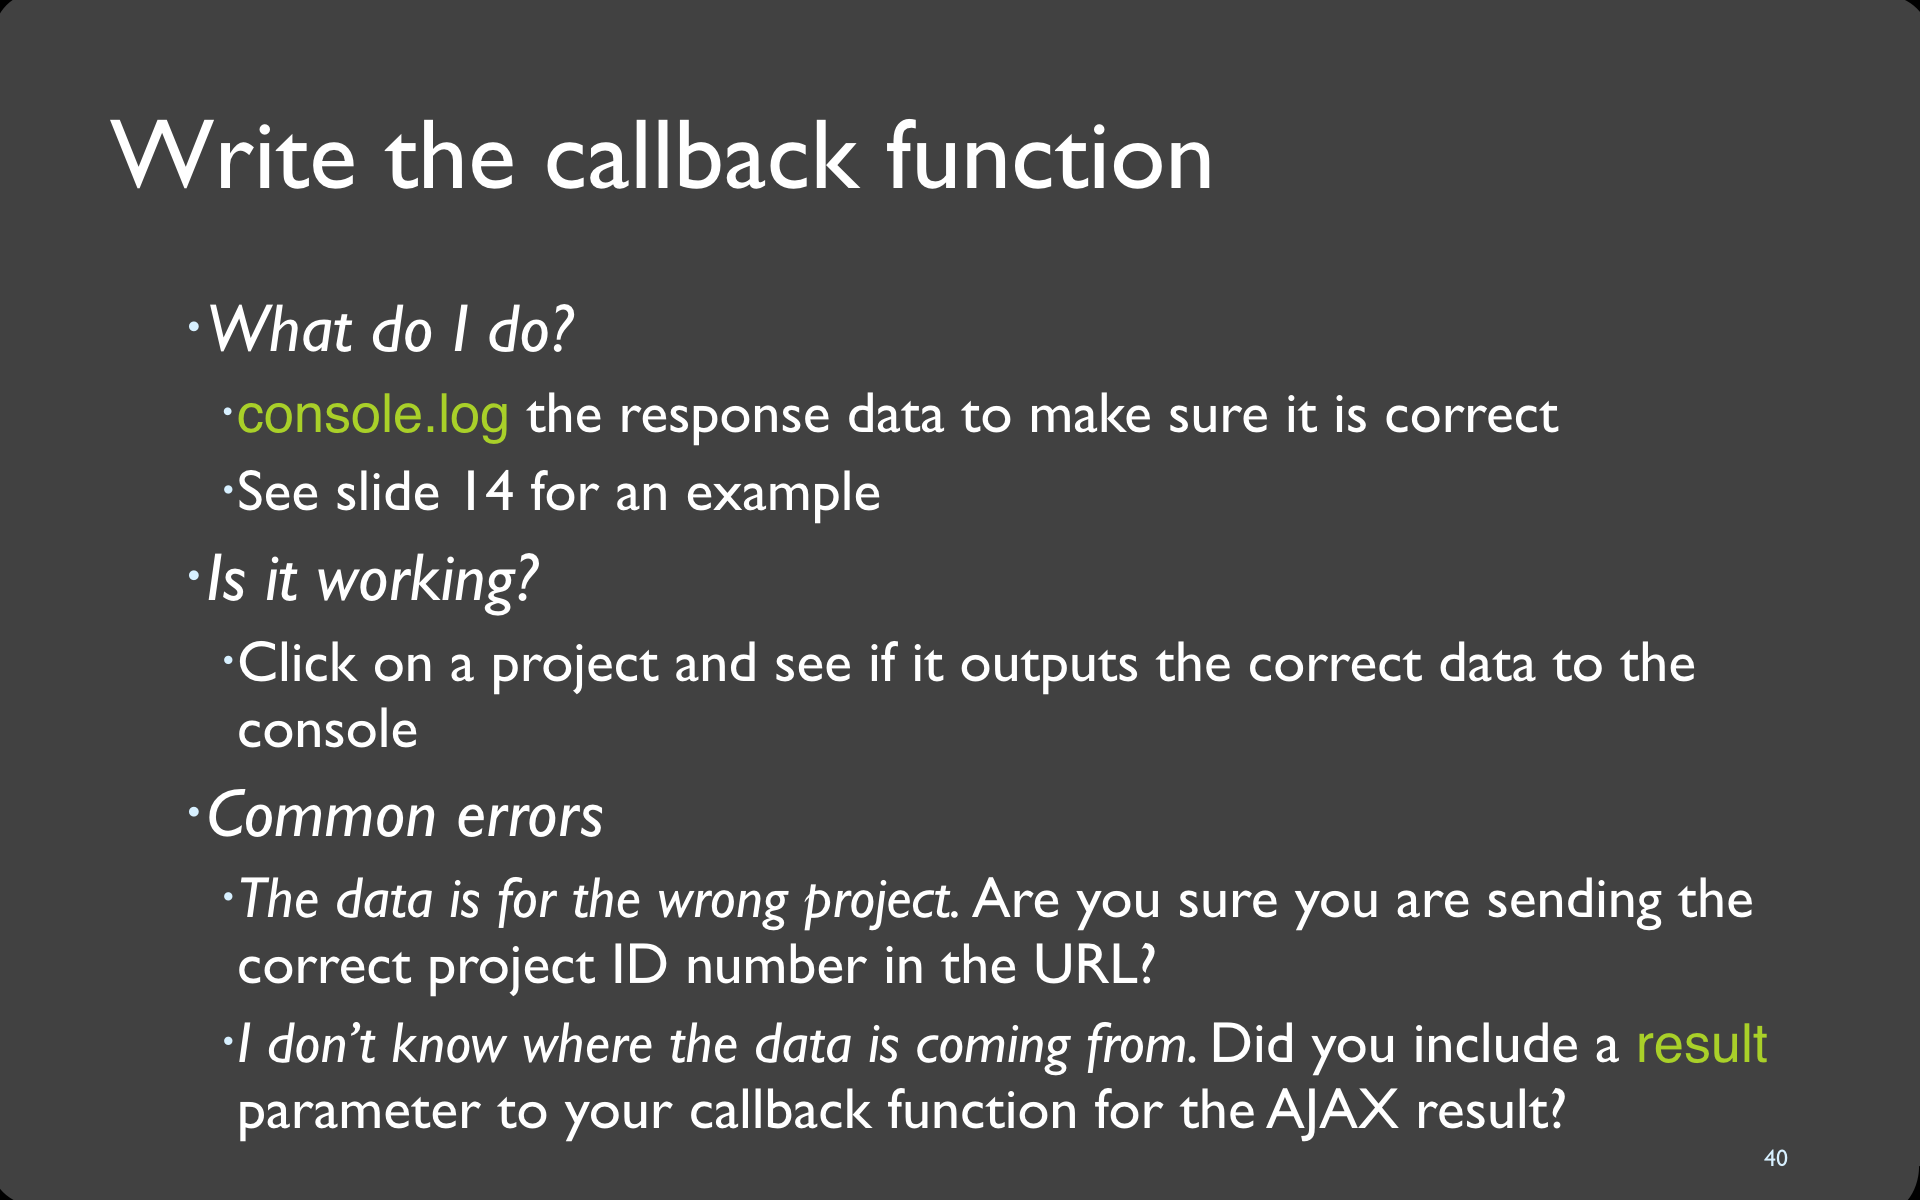 Write the callback function
•What do I do?
•console.log the response data to make sure it is correct
•See slide 14 for an example
•Is it working?
•Click on a project and see if it outputs the correct data to the
console
•Common errors
•The data is for the wrong project. Are you sure you are sending the
correct project ID number in the URL?
•I don’t know where the data is coming from. Did you include a result
parameter to your callback function for the AJAX result?
40